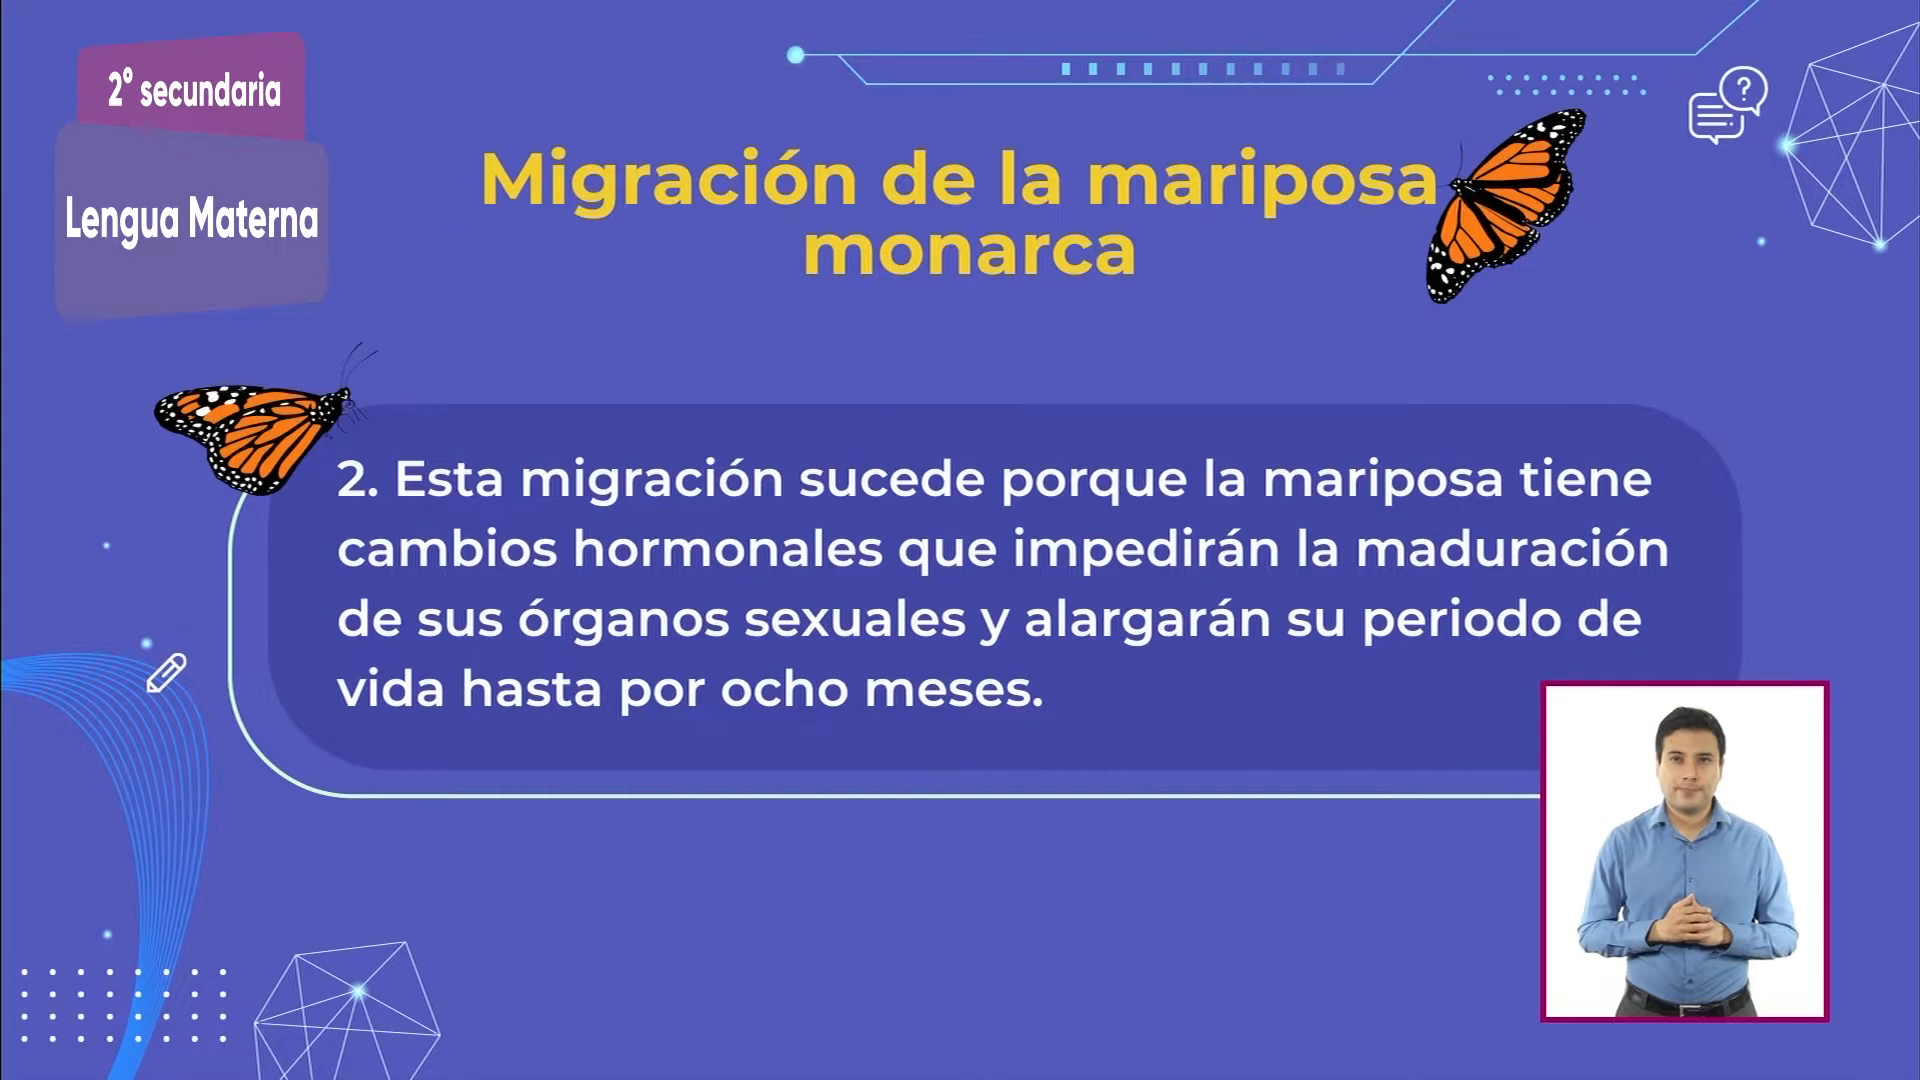 2° secundaria
Lengua Materna
Migración de la mariposa
monarca
2. Esta migración sucede porque la mariposa tiene
cambios hormonales que impedirán la maduración
de sus órganos sexuales y alargarán su periodo de
vida hasta por ocho meses.
?